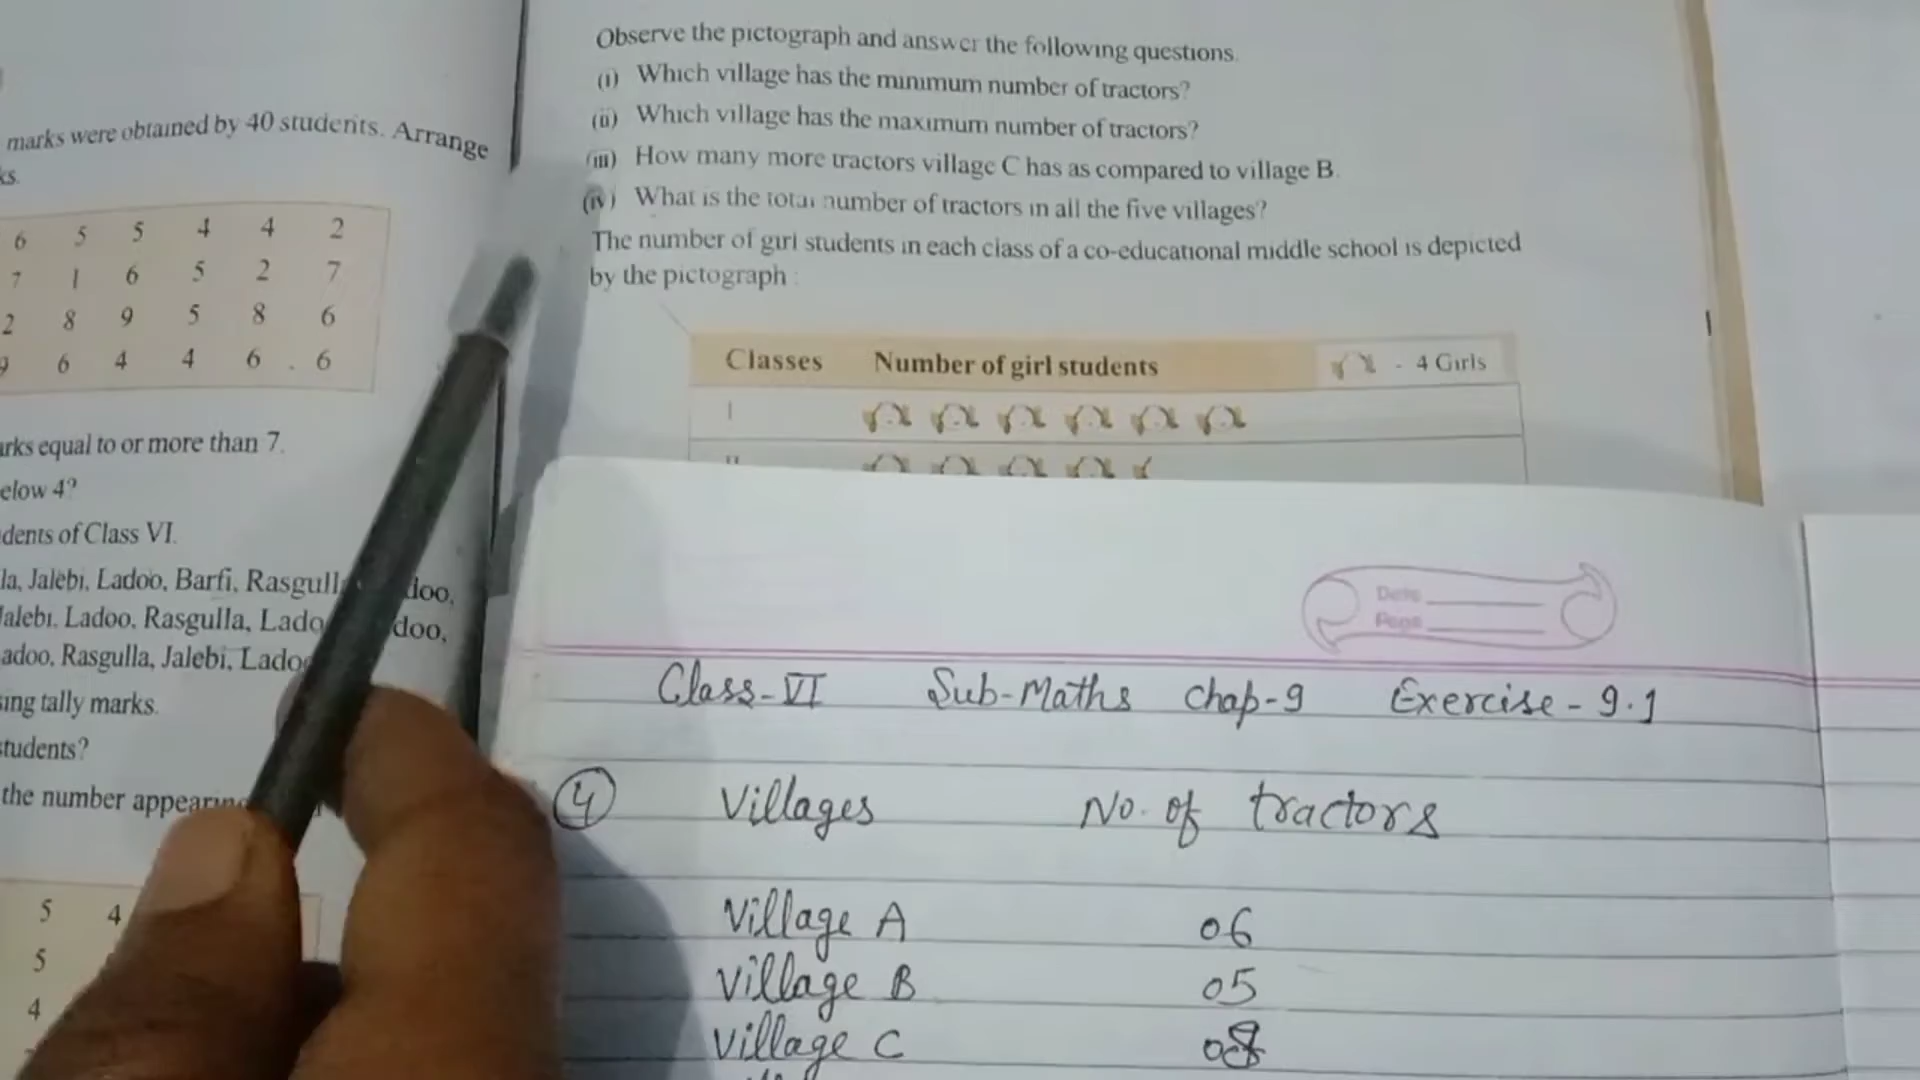 marks were obtained by 40 students. Arrange
ks.
6 5 5 4 4 2
7 1 6 5 2 7
2 8 9 5 8 6
9 6 4 4 6 6
arks equal to or more than 7.
elow 4?
dents of Class VI.
la, Jalebi, Ladoo, Barfi, Rasgull doo,
Jalebi, Ladoo, Rasgulla, Lado doo,
adoo, Rasgulla, Jalebi, Lado
ing tally marks.
students?
the number appearing
5 4
5
4
Observe the pictograph and answer the following questions.
(i) Which village has the minimum number of tractors?
(ii) Which village has the maximum number of tractors?
(iii) How many more tractors village C has as compared to village B.
(iv) What is the total number of tractors in all the five villages?
The number of girl students in each class of a co-educational middle school is depicted
by the pictograph :
Classes Number of girl students - 4 Girls
I
II
Date
Page
Class-VI Sub-Maths Chap-9 Exercise-9.1
4 Villages No. of tractors
Village A 06
Village B 05
Village C 08